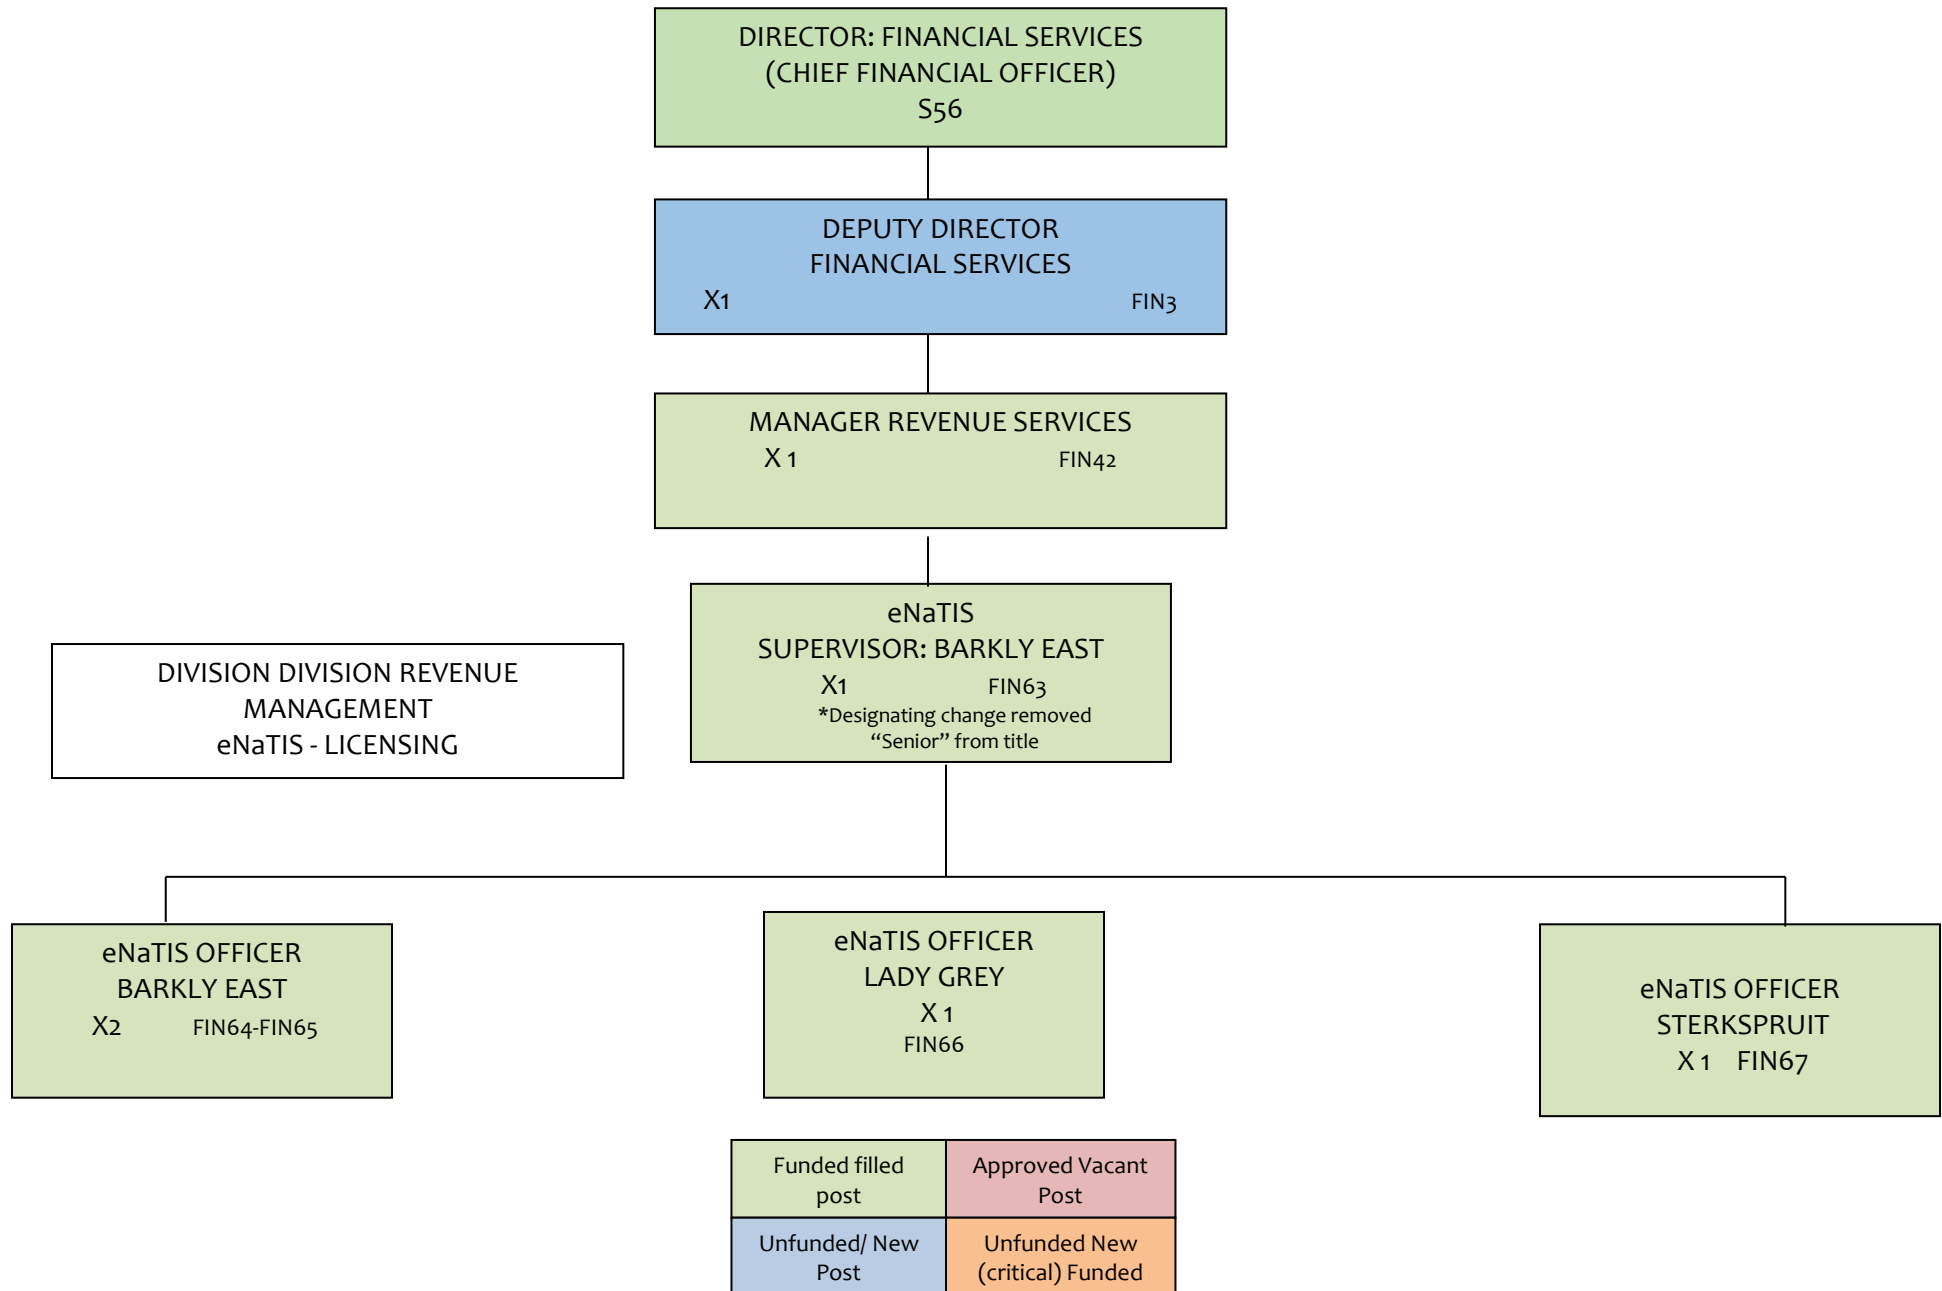 DIRECTOR: FINANCIAL SERVICES
(CHIEF FINANCIAL OFFICER)
S56
DEPUTY DIRECTOR
FINANCIAL SERVICES
X1 FIN3
MANAGER REVENUE SERVICES
X 1 FIN42
eNaTIS
SUPERVISOR: BARKLY EAST
X1 FIN63
*Designating change removed
“Senior” from title
DIVISION DIVISION REVENUE
MANAGEMENT
eNaTIS - LICENSING
eNaTIS OFFICER
BARKLY EAST
X2 FIN64-FIN65
eNaTIS OFFICER
LADY GREY
X 1
FIN66
eNaTIS OFFICER
STERKSPRUIT
X 1 FIN67
Funded filled
post
Approved Vacant
Post
Unfunded/ New
Post
Unfunded New
(critical) Funded